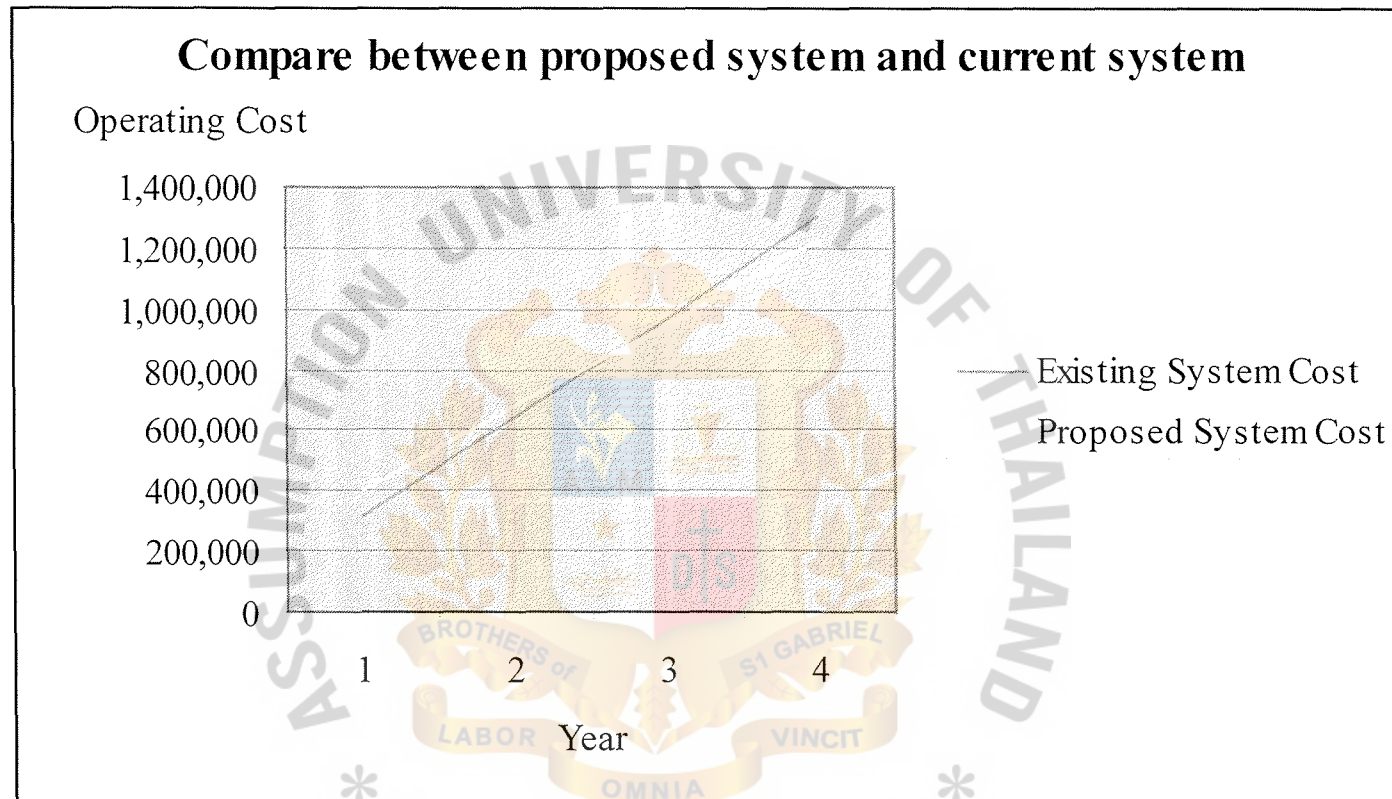 Compare between proposed system and current system
Operating Cost
1,400,000
1,200,000
1,000,000
800,000
600,000
400,000
200,000
0
1 2 3 4
Year
Existing System Cost
Proposed System Cost
ASSUMPTION UNIVERSITY OF THAILAND
D S
BROTHERS of S1 GABRIEL
LABOR
OMNIA
VINCIT
* *